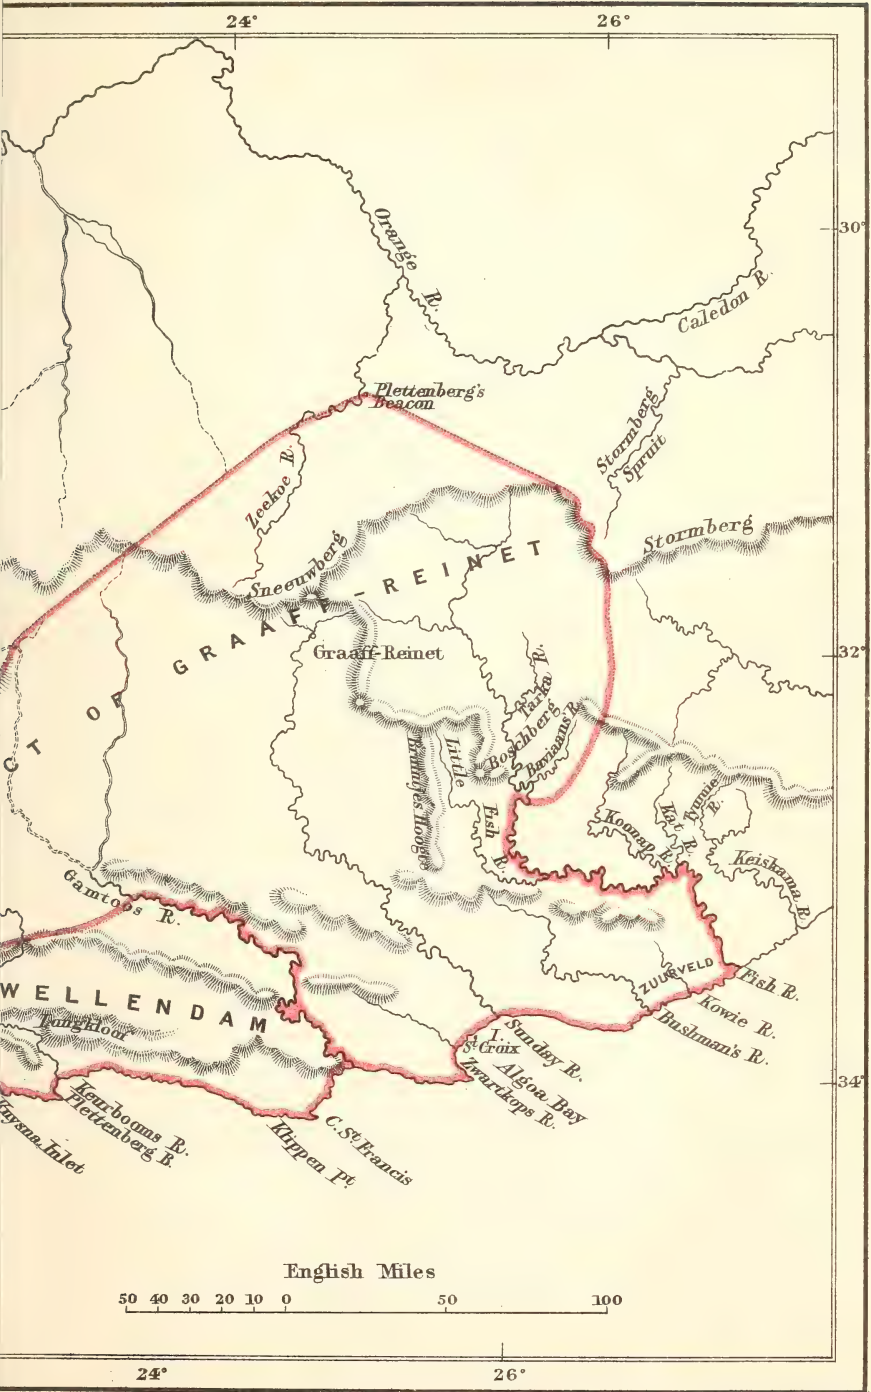 24°
26°
Orange
R.
30°
Caledon R.
Plettenberg's
Beacon
Stormberg
Spruit
Zeekoe R.
Stormberg
Sneeuwberg
CT OF GRAAFF-REINET
32°
Graaff-Reinet
Tarka R.
Boschberg
Baviaans R.
Bruintjes Hoogte
Little
Fish
R.
Koonap R.
Kat R.
Tyumie
R.
Keiskama R.
Gamtoos R.
ZUURVELD
Fish R.
Kowie R.
Bushman's R.
WELLENDAM
Langkloof
I.
St Croix
Sunday R.
Algoa Bay
Zwartkops R.
34°
Keurbooms R.
Plettenberg B.
Knysna Inlet
C. St Francis
Klippen Pt
English Miles
50 40 30 20 10 0 50 100
24°
26°